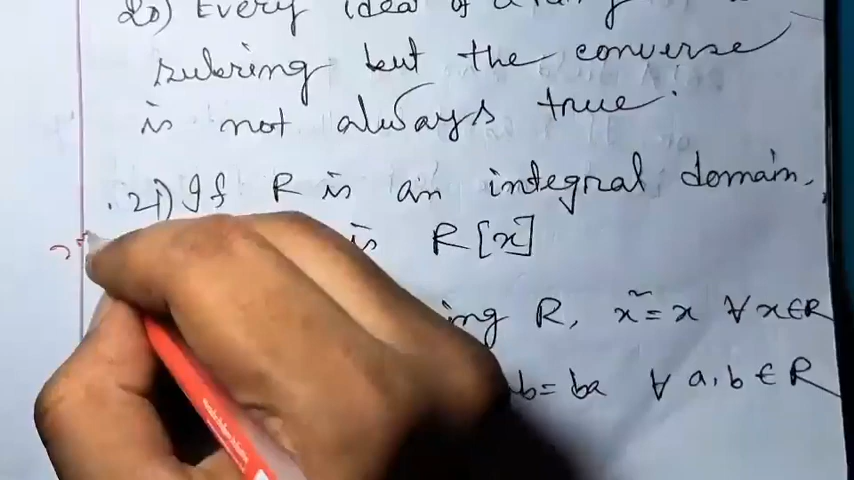 20) Every ideal of a ring
subring but the converse
is not always true.
21) If R is an integral domain,
is R[x]
R, x² = x ∀ x ∈ R
= ba ∀ a, b ∈ R